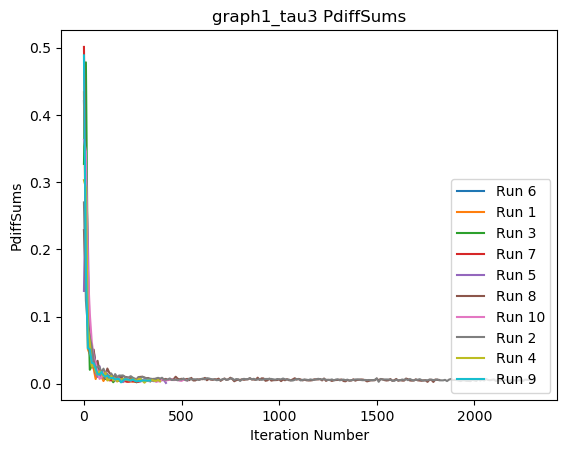 graph1_tau3 PdiffSums
PdiffSums
0.5
0.4
0.3
0.2
0.1
0.0
Run 6
Run 1
Run 3
Run 7
Run 5
Run 8
Run 10
Run 2
Run 4
Run 9
0
500
1000
1500
2000
Iteration Number